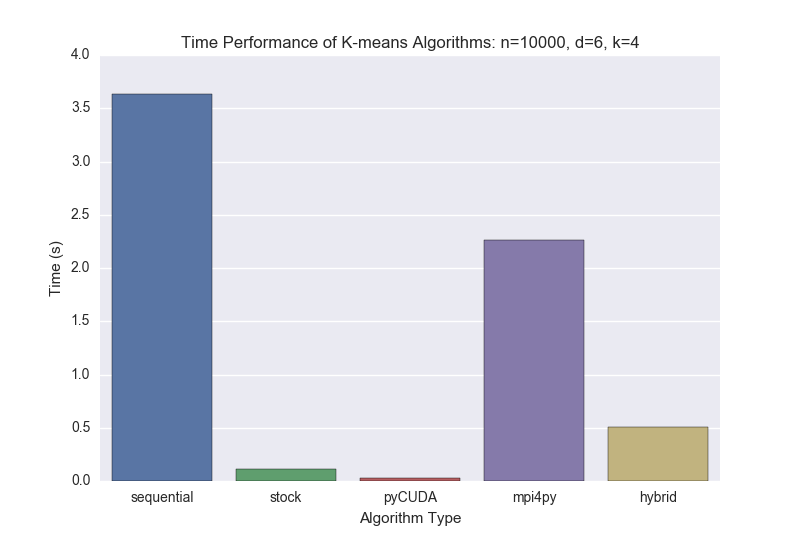 Time Performance of K-means Algorithms: n=10000, d=6, k=4
4.0
3.5
3.0
2.5
2.0
1.5
1.0
0.5
0.0
Time (s)
sequential stock pyCUDA mpi4py hybrid
Algorithm Type